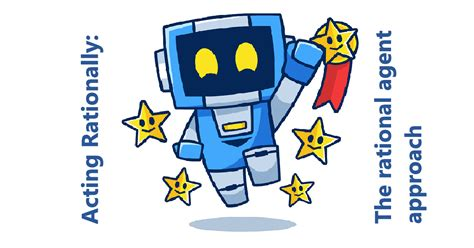 Acting Rationally:
The rational agent
approach